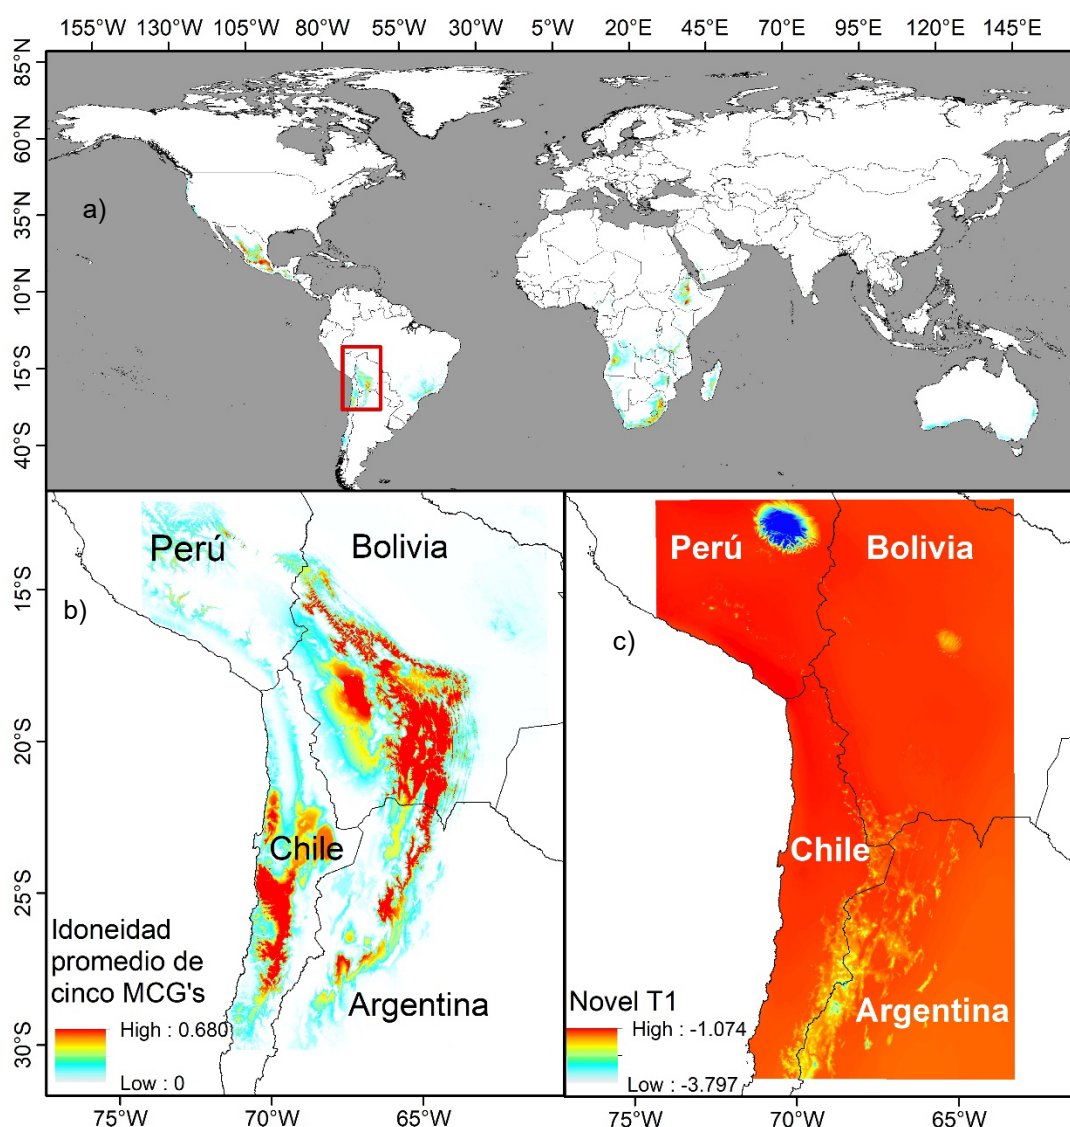 155°W 130°W 105°W 80°W 55°W 30°W 5°W 20°E 45°E 70°E 95°E 120°E 145°E
85°N
60°N
35°N
10°N
15°S
40°S
a)
Perú
Bolivia
b)
15°S
20°S
25°S
30°S
Chile
Argentina
Idoneidad
promedio de
cinco MCG's
High : 0.680
Low : 0
75°W 70°W 65°W
Perú
Bolivia
c)
Chile
Argentina
Novel T1
High : -1.074
Low : -3.797
75°W 70°W 65°W